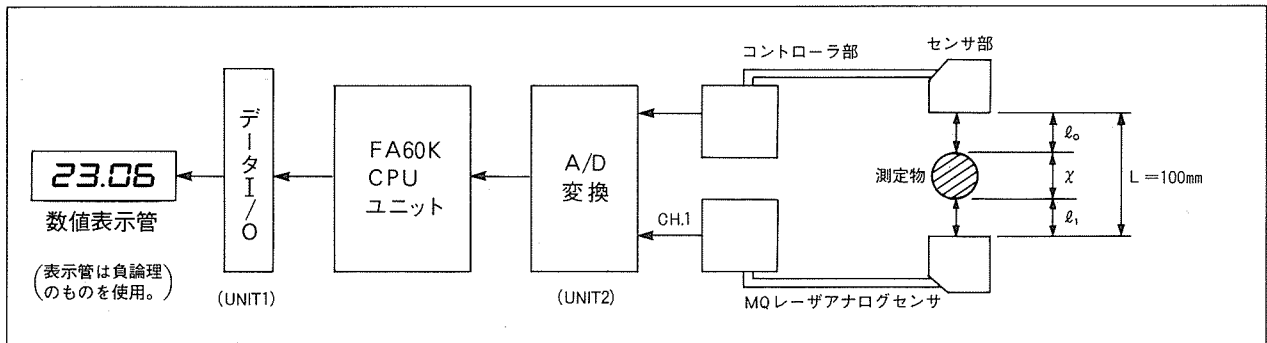 コントローラ部
センサ部
データI/O
FA60K
CPU
ユニット
A/D
変換
23.06
数値表示管
(表示管は負論理
のものを使用。)
(UNIT1)
(UNIT2)
CH.1
測定物
ℓ₀
χ
ℓ₁
L=100mm
MQレーザアナログセンサ